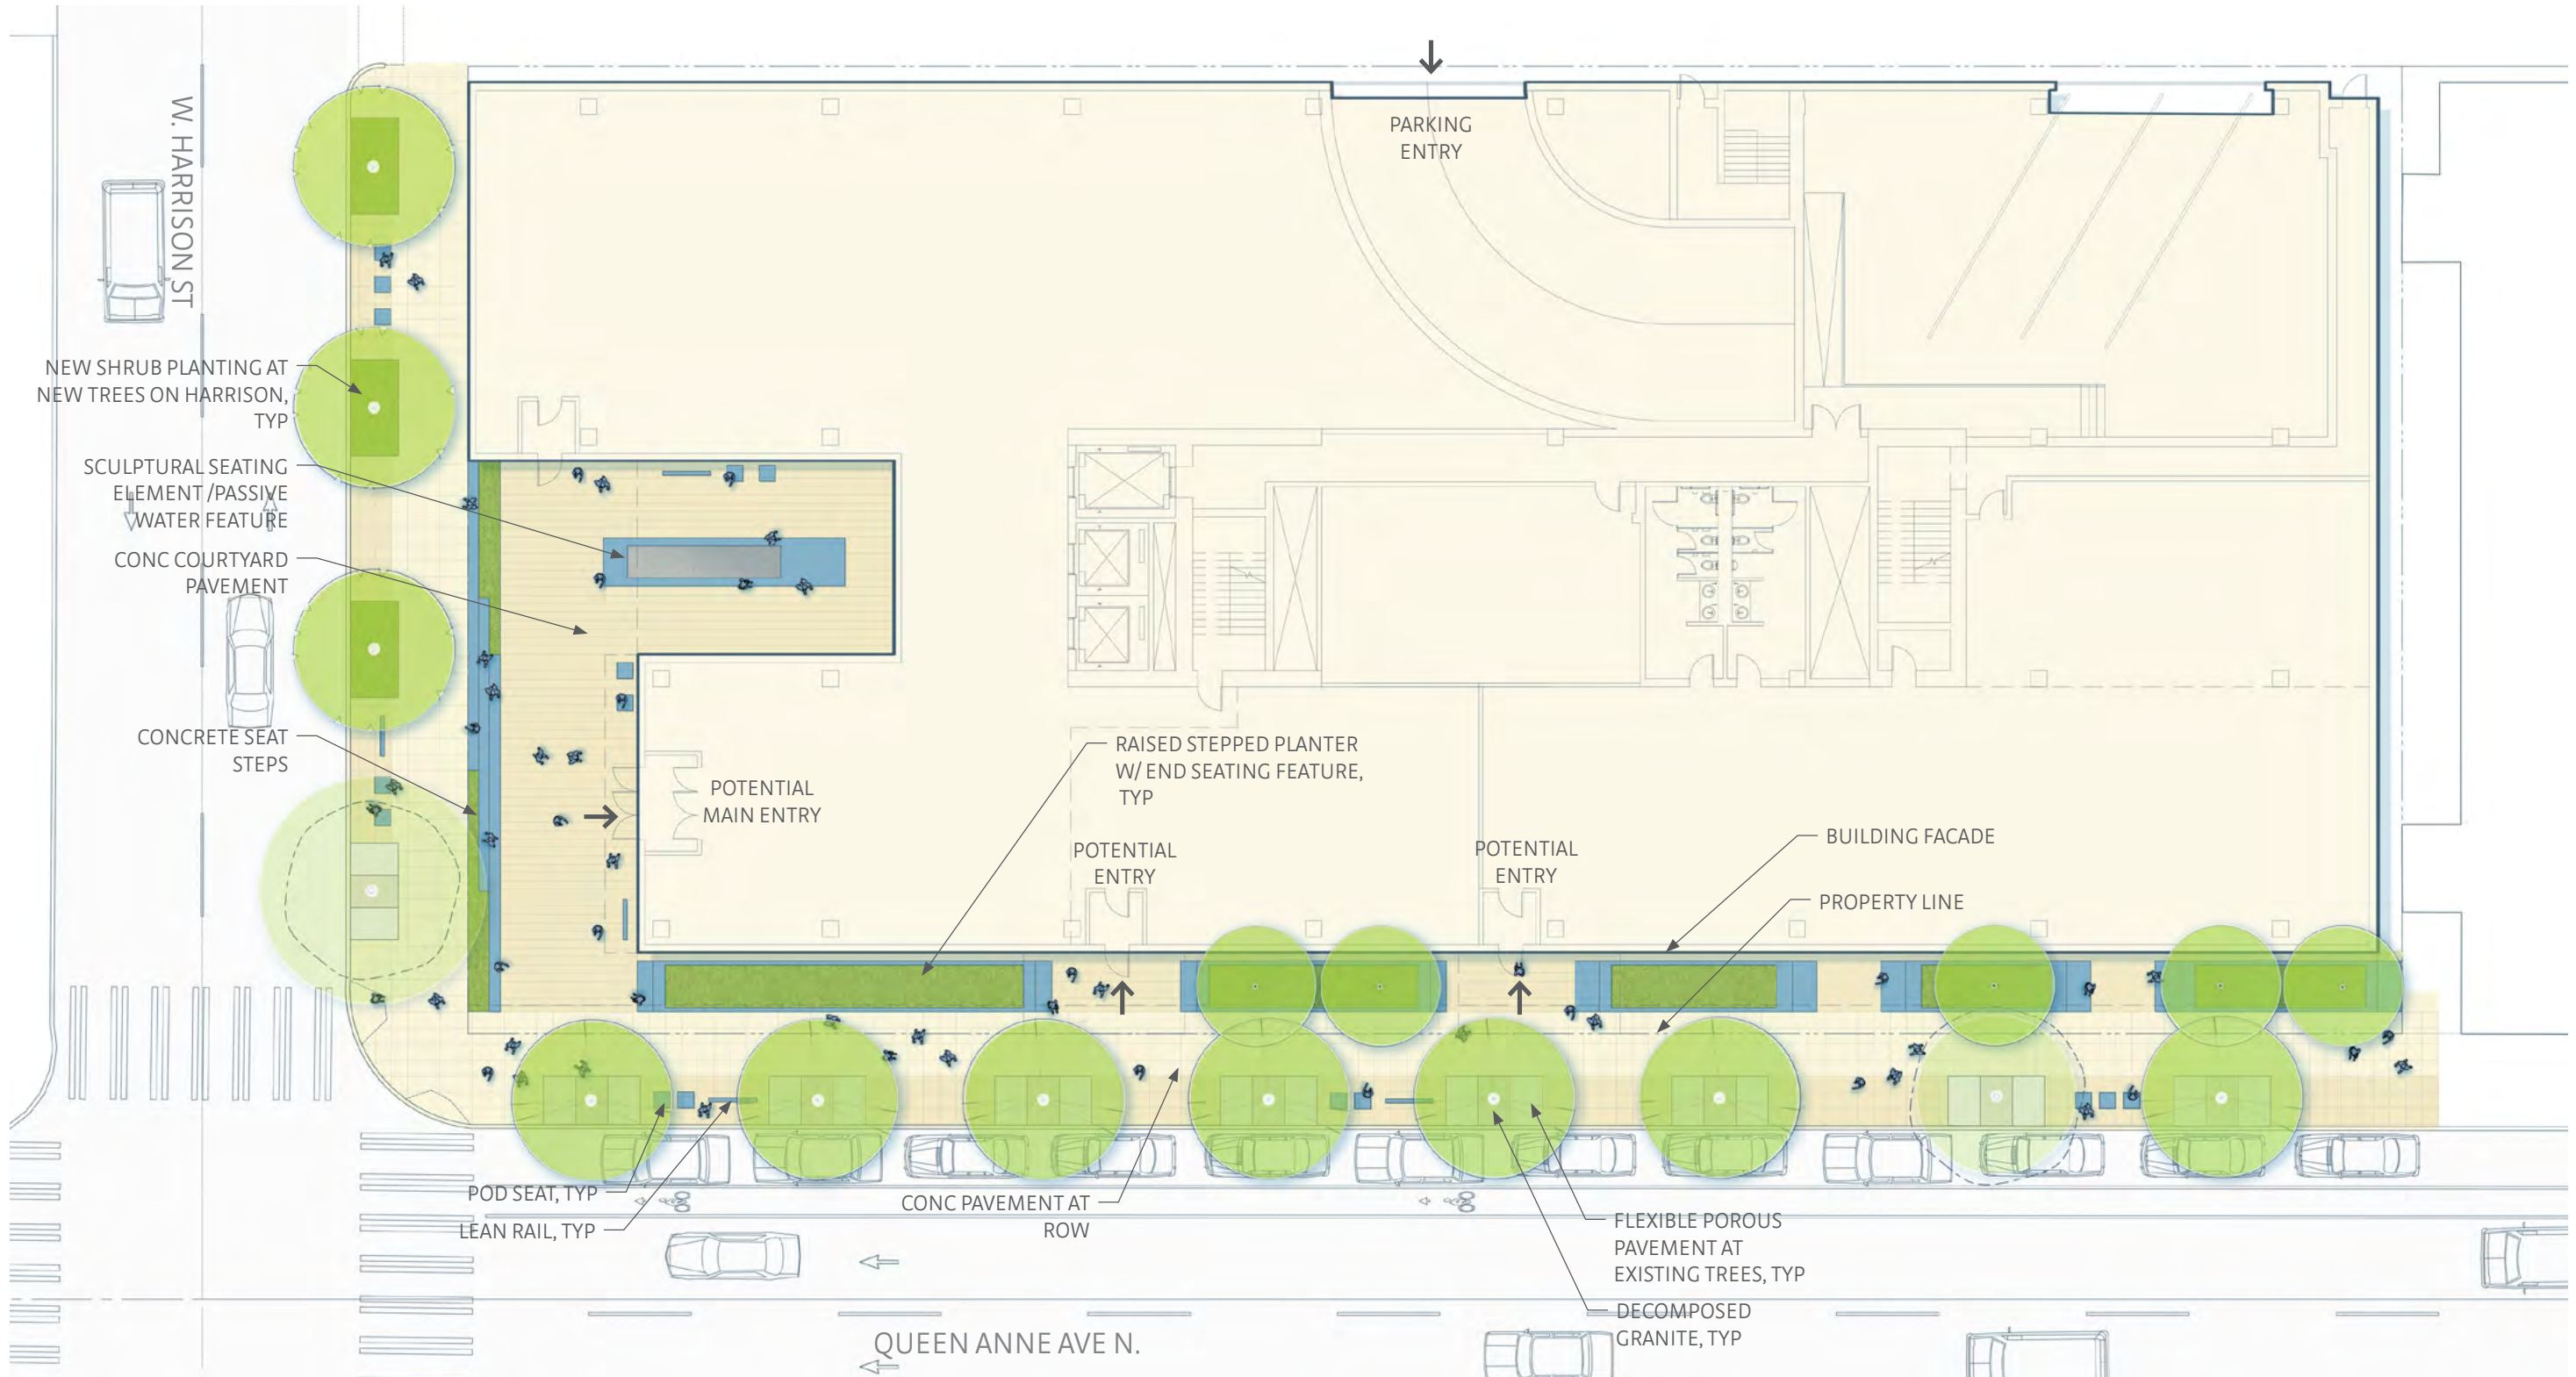 PARKING
ENTRY
W. HARRISON ST
NEW SHRUB PLANTING AT
NEW TREES ON HARRISON,
TYP
SCULPTURAL SEATING
ELEMENT /PASSIVE
WATER FEATURE
CONC COURTYARD
PAVEMENT
CONCRETE SEAT
STEPS
RAISED STEPPED PLANTER
W/ END SEATING FEATURE,
TYP
POTENTIAL
MAIN ENTRY
POTENTIAL
ENTRY
POTENTIAL
ENTRY
BUILDING FACADE
PROPERTY LINE
POD SEAT, TYP
LEAN RAIL, TYP
CONC PAVEMENT AT
ROW
FLEXIBLE POROUS
PAVEMENT AT
EXISTING TREES, TYP
DECOMPOSED
GRANITE, TYP
QUEEN ANNE AVE N.